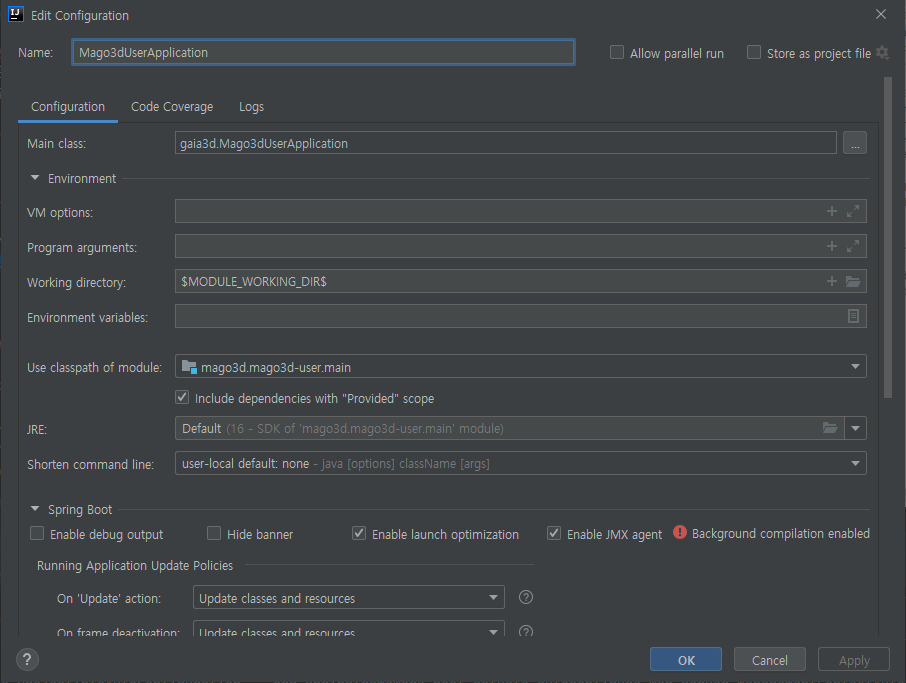 Edit Configuration
Name: Mago3dUserApplication Allow parallel run Store as project file
Configuration Code Coverage Logs
Main class: gaia3d.Mago3dUserApplication ...
Environment
VM options:
Program arguments:
Working directory: $MODULE_WORKING_DIR$
Environment variables:
Use classpath of module: mago3d.mago3d-user.main
Include dependencies with "Provided" scope
JRE: Default (16 - SDK of 'mago3d.mago3d-user.main' module)
Shorten command line: user-local default: none - java [options] className [args]
Spring Boot
Enable debug output Hide banner Enable launch optimization Enable JMX agent ! Background compilation enabled
Running Application Update Policies
On 'Update' action: Update classes and resources ?
On frame deactivation: Update classes and resources ?
? OK Cancel Apply